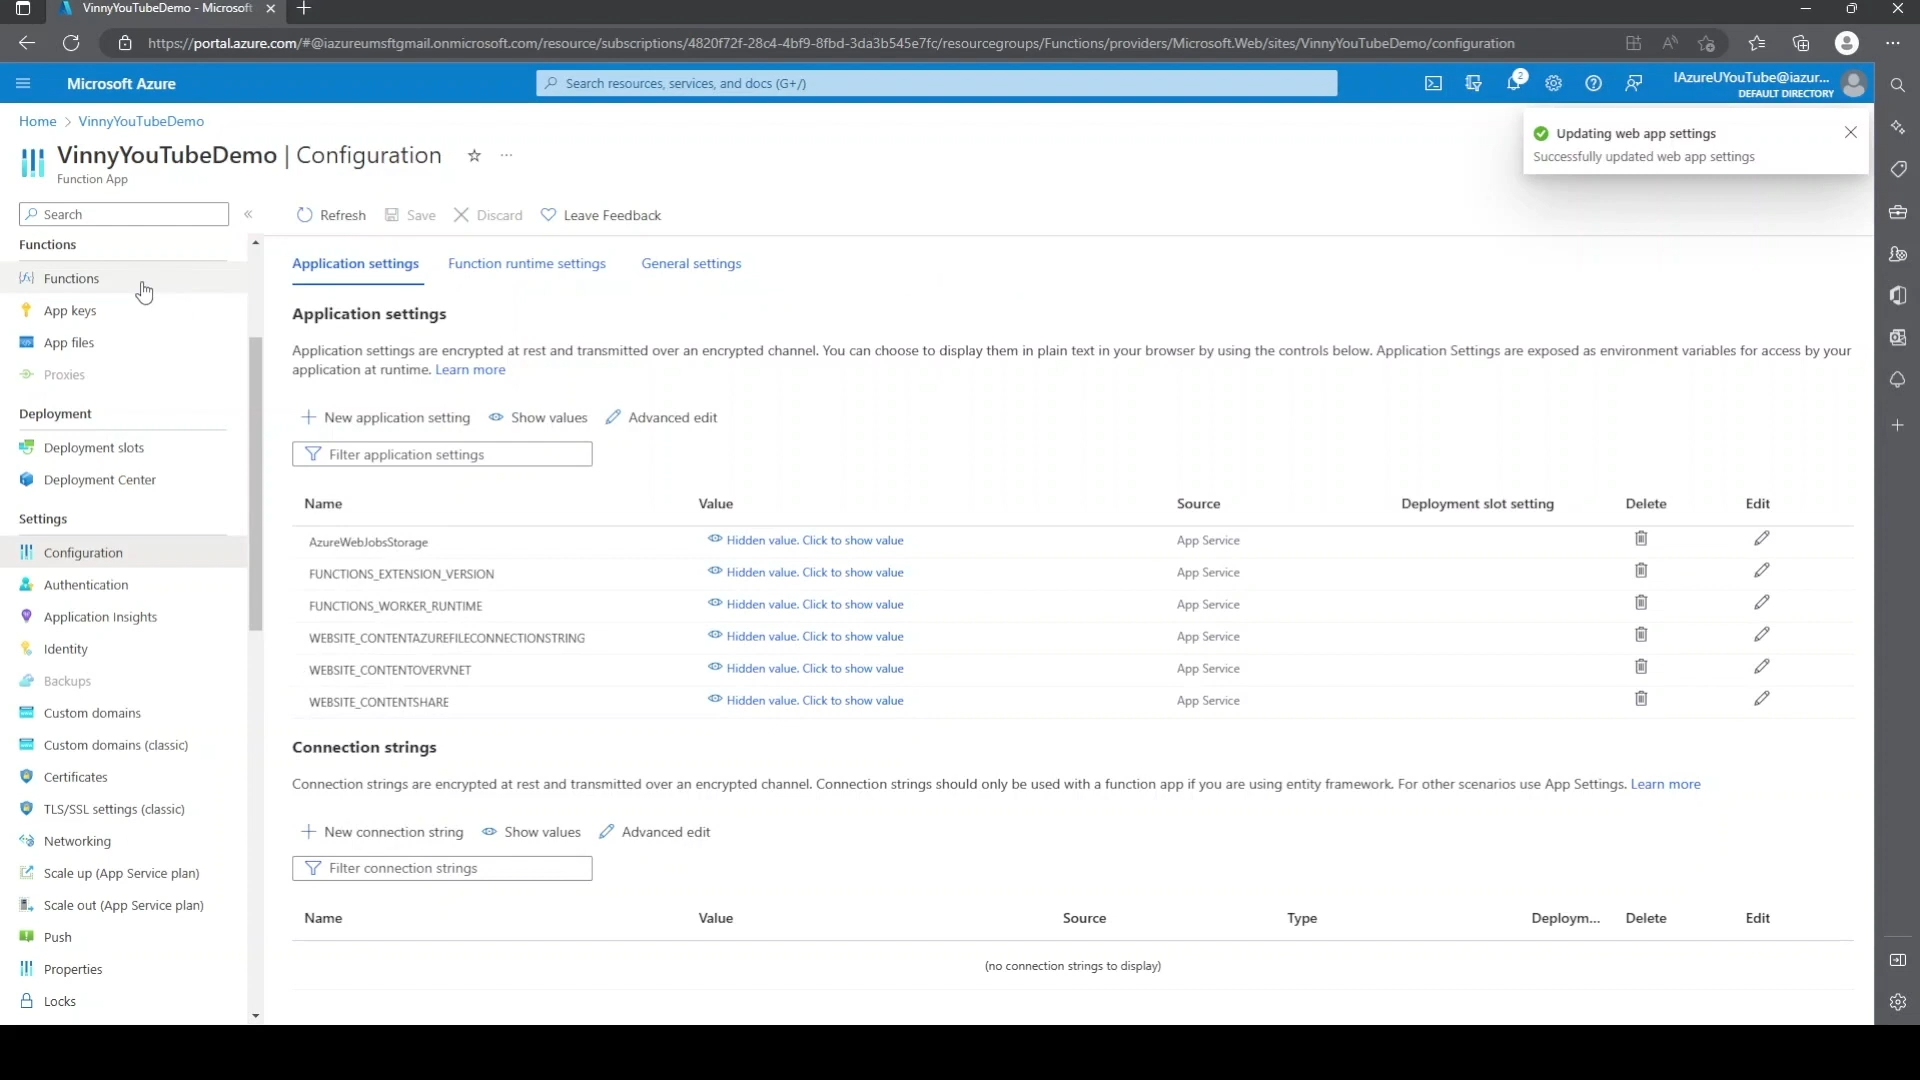 VinnyYouTubeDemo - Microsoft
https://portal.azure.com/#@iazureumsftgmail.onmicrosoft.com/resource/subscriptions/4820f72f-28c4-4bf9-8fbd-3da3b545e7fc/resourcegroups/Functions/providers/Microsoft.Web/sites/VinnyYouTubeDemo/configuration
Microsoft Azure
Search resources, services, and docs (G+/)
2
IAzureUYouTube@iazur...
DEFAULT DIRECTORY
Home > VinnyYouTubeDemo
VinnyYouTubeDemo | Configuration
Function App
Updating web app settings
Successfully updated web app settings
Search
Refresh Save Discard Leave Feedback
Functions
Functions
App keys
App files
Proxies
Deployment
Deployment slots
Deployment Center
Settings
Configuration
Authentication
Application Insights
Identity
Backups
Custom domains
Custom domains (classic)
Certificates
TLS/SSL settings (classic)
Networking
Scale up (App Service plan)
Scale out (App Service plan)
Push
Properties
Locks
Application settings Function runtime settings General settings
Application settings
Application settings are encrypted at rest and transmitted over an encrypted channel. You can choose to display them in plain text in your browser by using the controls below. Application Settings are exposed as environment variables for access by your
application at runtime. Learn more
New application setting Show values Advanced edit
Filter application settings
Name Value Source Deployment slot setting Delete Edit
AzureWebJobsStorage Hidden value. Click to show value App Service
FUNCTIONS_EXTENSION_VERSION Hidden value. Click to show value App Service
FUNCTIONS_WORKER_RUNTIME Hidden value. Click to show value App Service
WEBSITE_CONTENTAZUREFILECONNECTIONSTRING Hidden value. Click to show value App Service
WEBSITE_CONTENTOVERVNET Hidden value. Click to show value App Service
WEBSITE_CONTENTSHARE Hidden value. Click to show value App Service
Connection strings
Connection strings are encrypted at rest and transmitted over an encrypted channel. Connection strings should only be used with a function app if you are using entity framework. For other scenarios use App Settings. Learn more
New connection string Show values Advanced edit
Filter connection strings
Name Value Source Type Deploym... Delete Edit
(no connection strings to display)